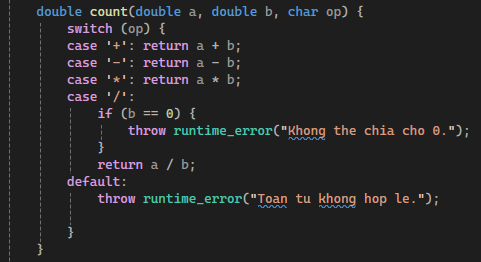 double count(double a, double b, char op) {
switch (op) {
case '+': return a + b;
case '-': return a - b;
case '*': return a * b;
case '/':
if (b == 0) {
throw runtime_error("Khong the chia cho 0.");
}
return a / b;
default:
throw runtime_error("Toan tu khong hop le.");
}
}